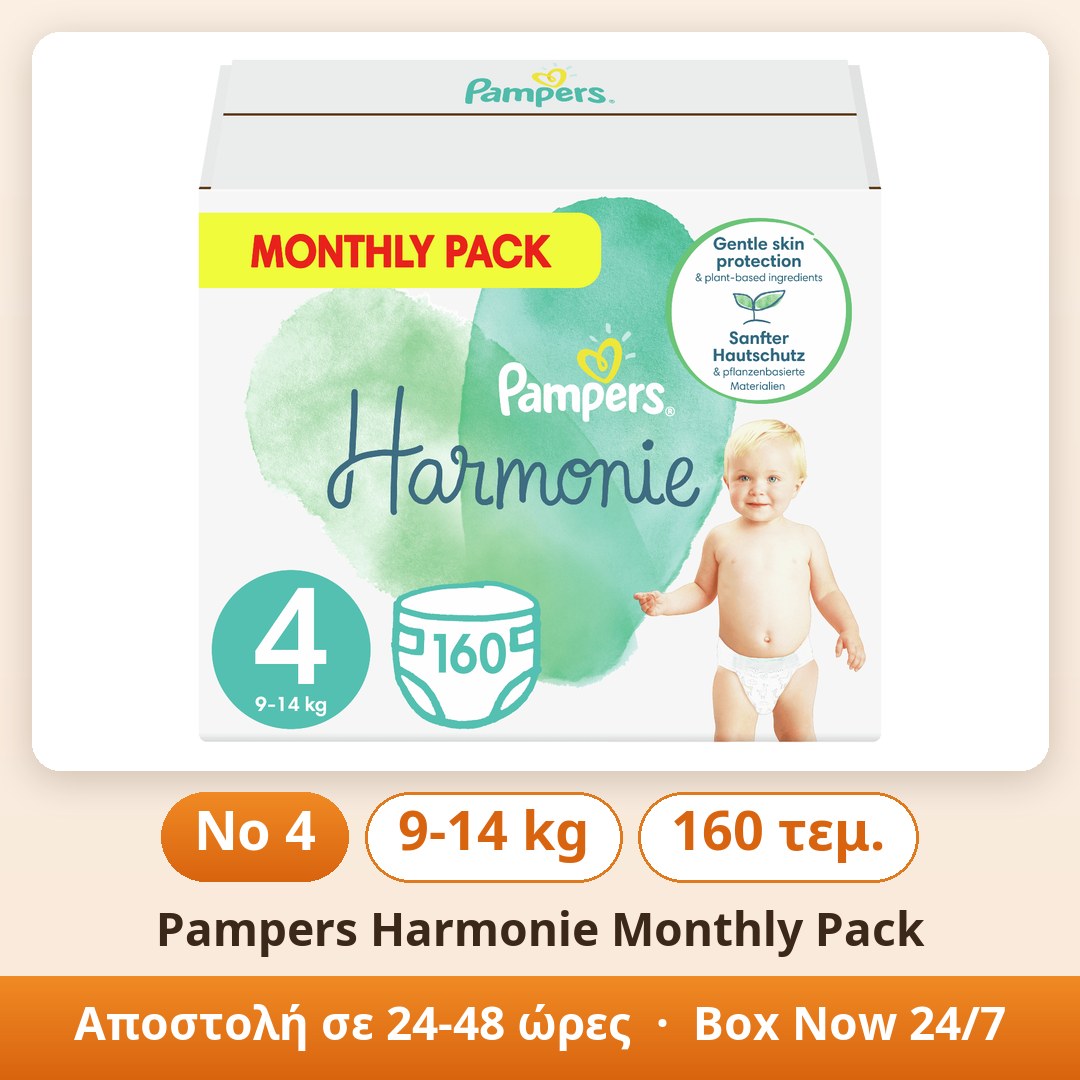 Pampers.
MONTHLY PACK
Gentle skin
protection
& plant-based ingredients
Sanfter
Hautschutz
& pflanzenbasierte
Materialien
Pampers®
Harmonie
4
9-14 kg
160
Νο 4
9-14 kg
160 τεμ.
Pampers Harmonie Monthly Pack
Αποστολή σε 24-48 ώρες · Box Now 24/7